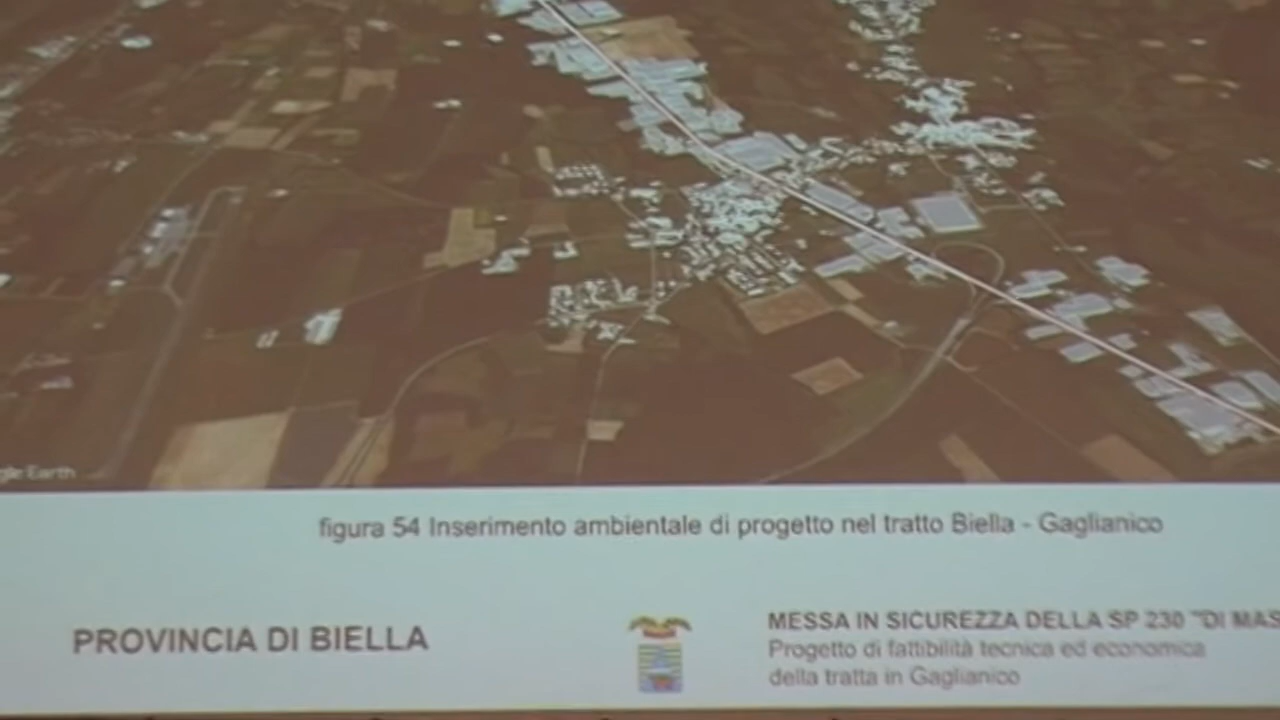 Earth
figura 54 Inserimento ambientale di progetto nel tratto Biella - Gaglianico
PROVINCIA DI BIELLA
MESSA IN SICUREZZA DELLA SP 230 "DI MAS
Progetto di fattibilità tecnica ed economica
della tratta in Gaglianico